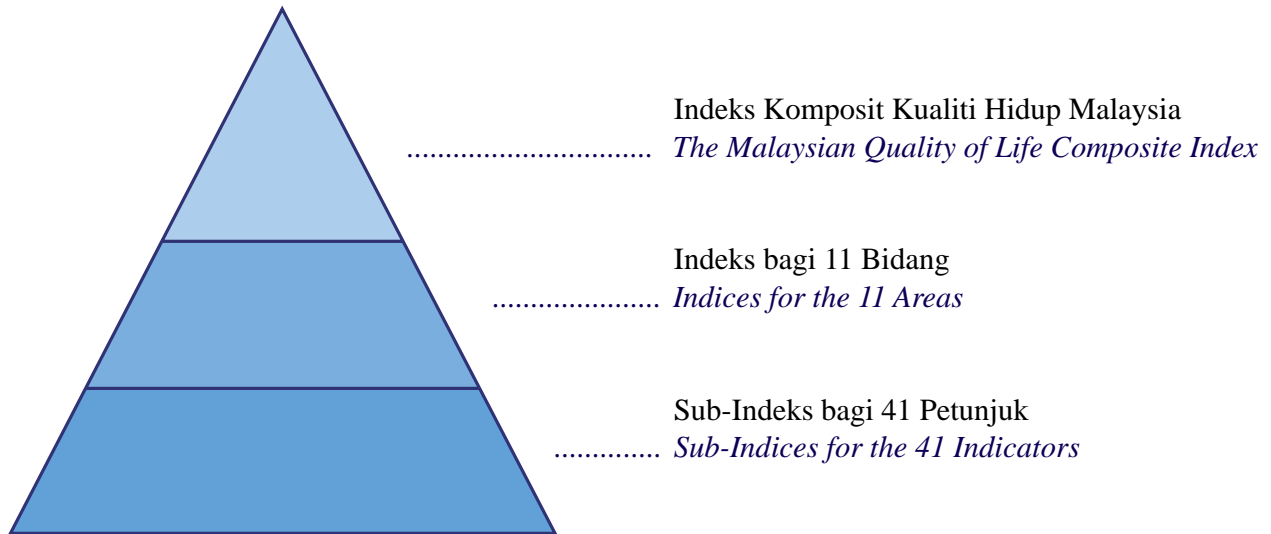 Indeks Komposit Kualiti Hidup Malaysia
................................ The Malaysian Quality of Life Composite Index
Indeks bagi 11 Bidang
...................... Indices for the 11 Areas
Sub-Indeks bagi 41 Petunjuk
.............. Sub-Indices for the 41 Indicators